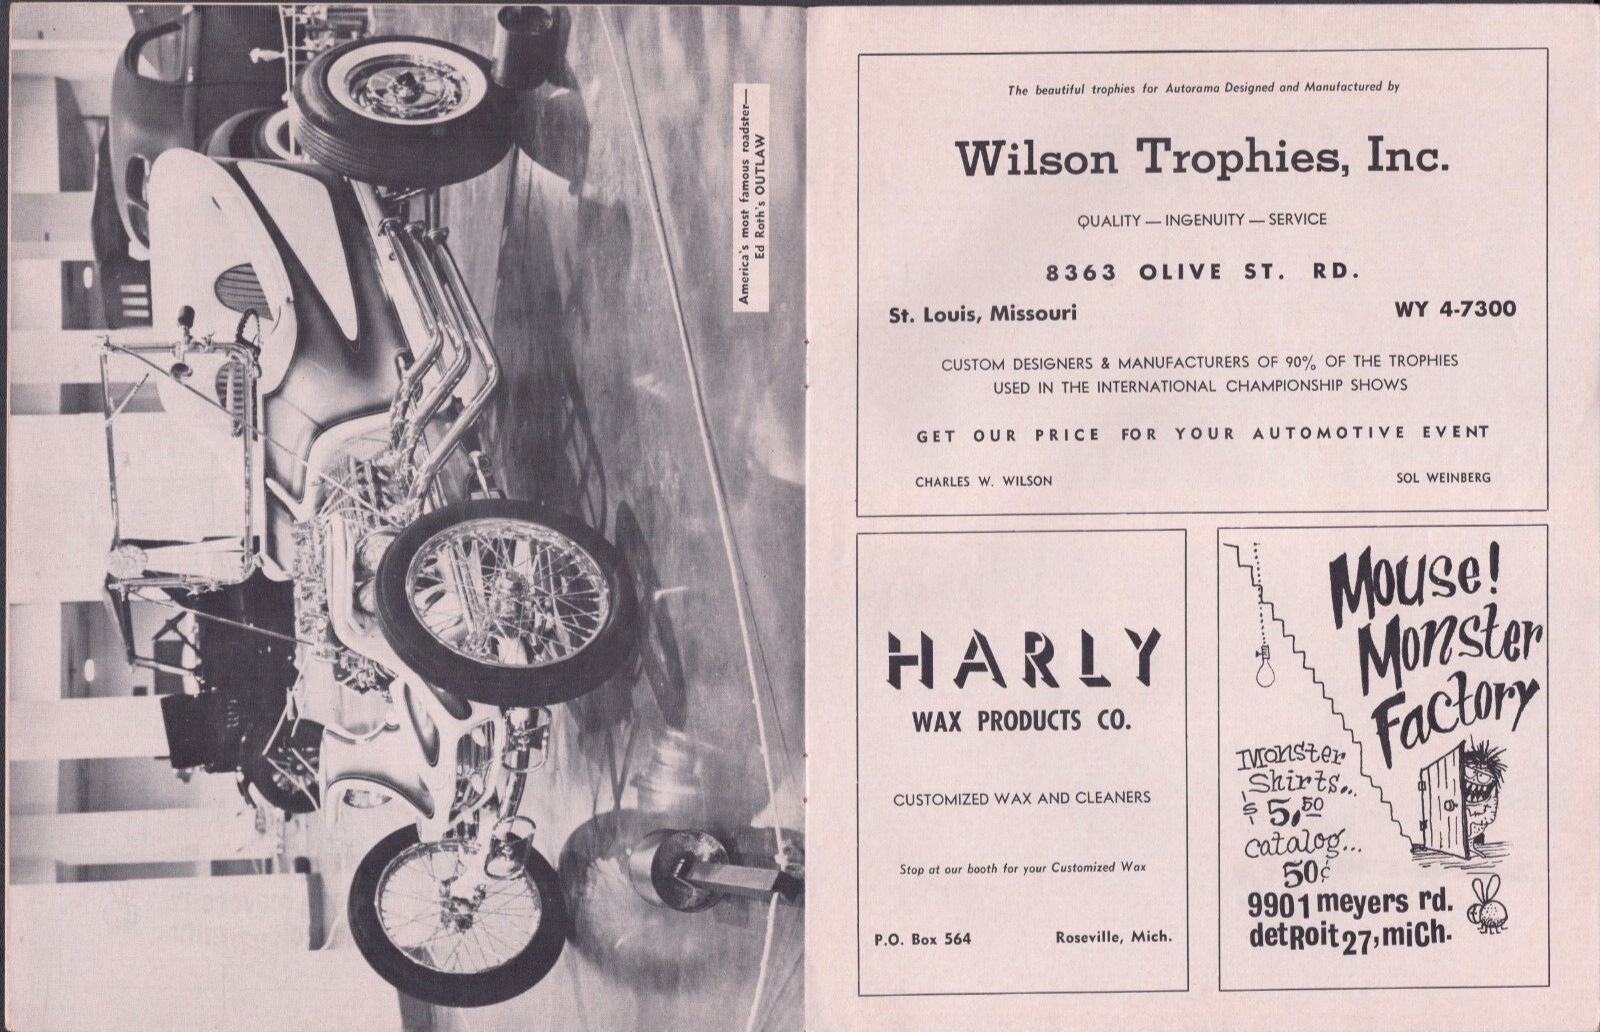 America's most famous roadster—
Ed Roth's OUTLAW
The beautiful trophies for Autorama Designed and Manufactured by
Wilson Trophies, Inc.
QUALITY — INGENUITY — SERVICE
8363 OLIVE ST. RD.
St. Louis, Missouri
WY 4-7300
CUSTOM DESIGNERS & MANUFACTURERS OF 90% OF THE TROPHIES
USED IN THE INTERNATIONAL CHAMPIONSHIP SHOWS
GET OUR PRICE FOR YOUR AUTOMOTIVE EVENT
CHARLES W. WILSON
SOL WEINBERG
HARLY
WAX PRODUCTS CO.
CUSTOMIZED WAX AND CLEANERS
Stop at our booth for your Customized Wax
P.O. Box 564
Roseville, Mich.
Mouse!
Monster
Factory
Monster
Shirts...
$5.50
catalog...
50¢
9901 meyers rd.
detRoit 27, miCh.